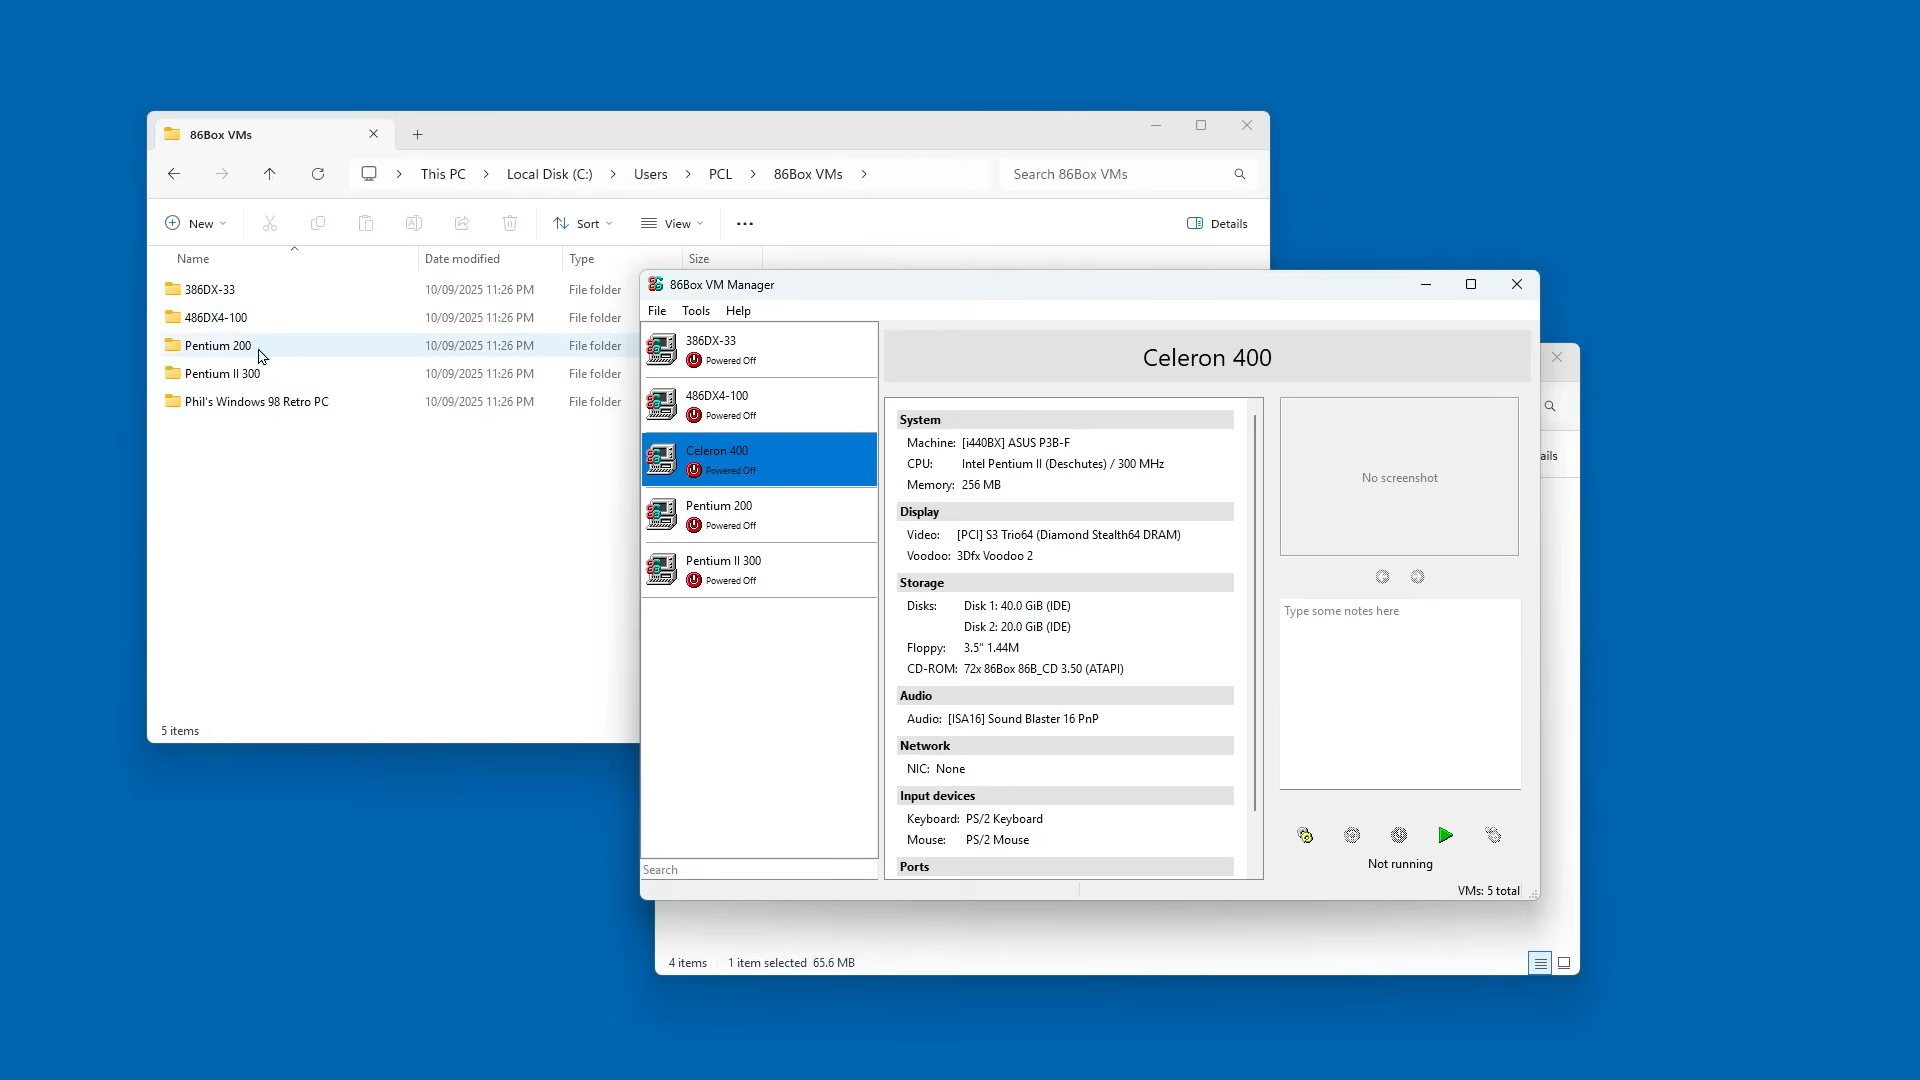 86Box VMs
This PC
Local Disk (C:)
Users
PCL
86Box VMs
Search 86Box VMs
New
Sort
View
Details
Name
Date modified
Type
Size
386DX-33 10/09/2025 11:26 PM File folder
486DX4-100 10/09/2025 11:26 PM File folder
Pentium 200 10/09/2025 11:26 PM File folder
Pentium II 300 10/09/2025 11:26 PM File folder
Phil's Windows 98 Retro PC 10/09/2025 11:26 PM File folder
5 items
86Box VM Manager
File Tools Help
386DX-33
Powered Off
486DX4-100
Powered Off
Celeron 400
Powered Off
Pentium 200
Powered Off
Pentium II 300
Powered Off
Search
Celeron 400
System
Machine: [i440BX] ASUS P3B-F
CPU: Intel Pentium II (Deschutes) / 300 MHz
Memory: 256 MB
Display
Video: [PCI] S3 Trio64 (Diamond Stealth64 DRAM)
Voodoo: 3Dfx Voodoo 2
Storage
Disks: Disk 1: 40.0 GiB (IDE)
Disk 2: 20.0 GiB (IDE)
Floppy: 3.5" 1.44M
CD-ROM: 72x 86Box 86B_CD 3.50 (ATAPI)
Audio
Audio: [ISA16] Sound Blaster 16 PnP
Network
NIC: None
Input devices
Keyboard: PS/2 Keyboard
Mouse: PS/2 Mouse
Ports
No screenshot
Type some notes here
Not running
VMs: 5 total
ails
4 items 1 item selected 65.6 MB